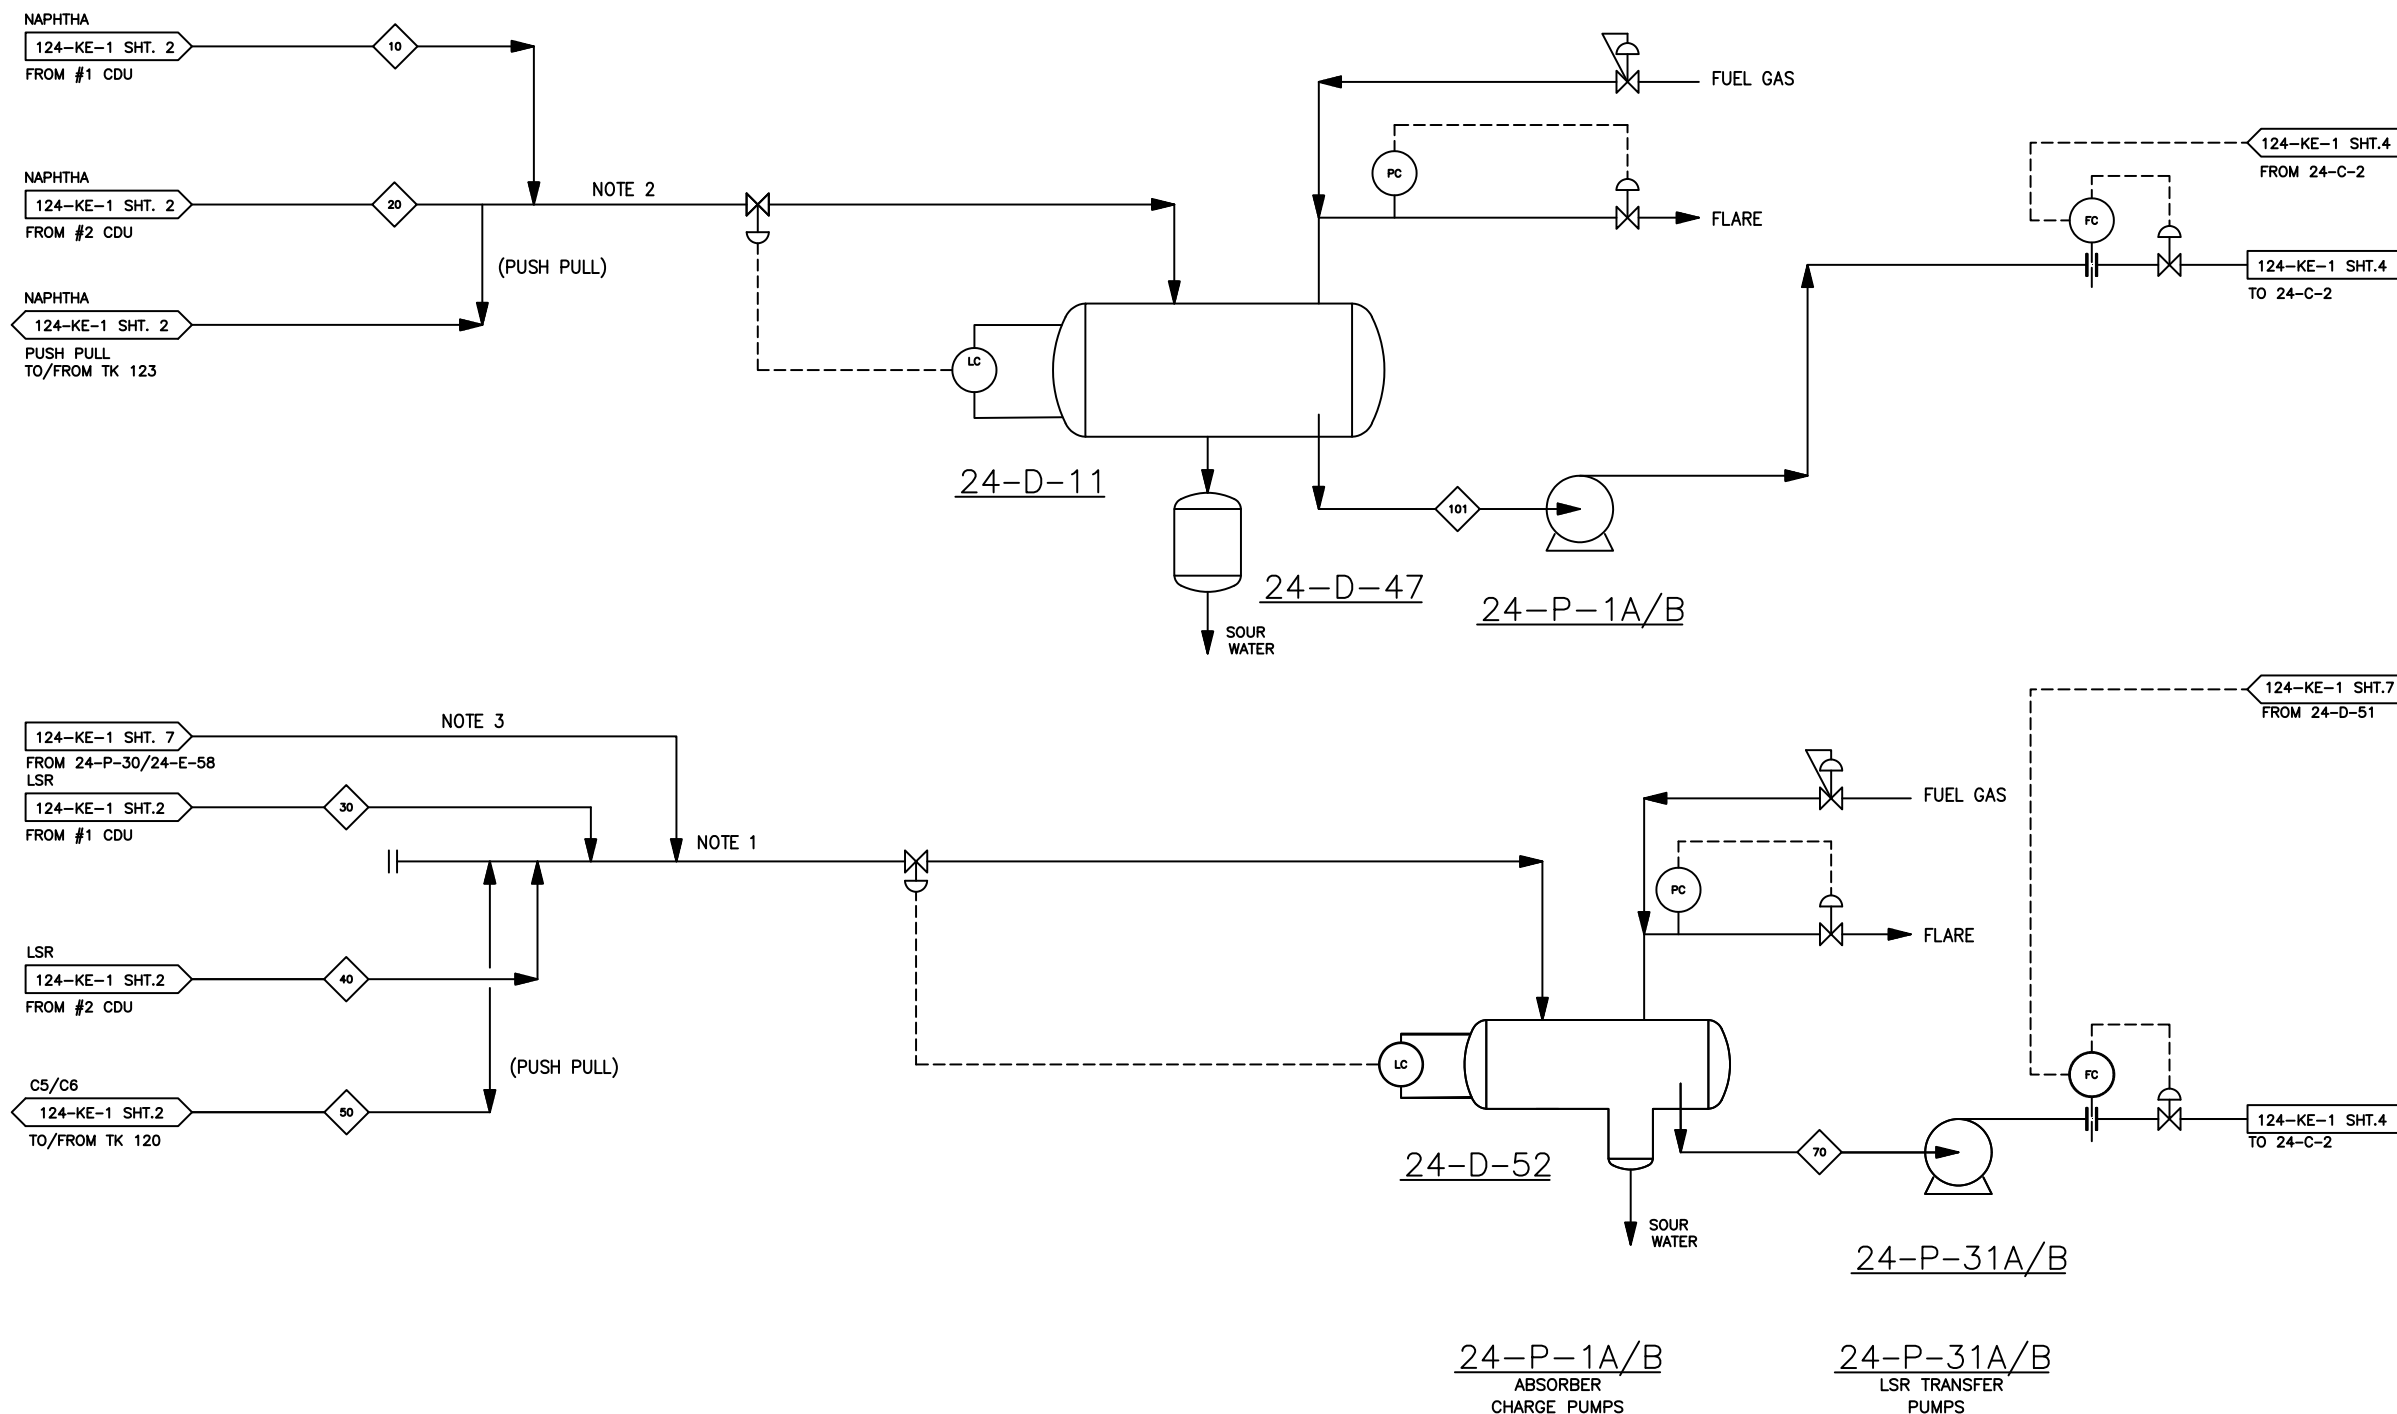 NAPHTHA
124-KE-1 SHT. 2
FROM #1 CDU
10
FUEL GAS
NAPHTHA
124-KE-1 SHT. 2
FROM #2 CDU
20
NOTE 2
(PUSH PULL)
PC
FLARE
124-KE-1 SHT.4
FROM 24-C-2
FC
124-KE-1 SHT.4
TO 24-C-2
NAPHTHA
124-KE-1 SHT. 2
PUSH PULL
TO/FROM TK 123
LC
24-D-11
101
24-D-47
24-P-1A/B
SOUR
WATER
124-KE-1 SHT. 7
FROM 24-P-30/24-E-58
NOTE 3
LSR
124-KE-1 SHT.2
FROM #1 CDU
30
NOTE 1
124-KE-1 SHT.7
FROM 24-D-51
FUEL GAS
PC
FLARE
LSR
124-KE-1 SHT.2
FROM #2 CDU
40
(PUSH PULL)
C5/C6
124-KE-1 SHT.2
TO/FROM TK 120
50
LC
FC
124-KE-1 SHT.4
TO 24-C-2
24-D-52
70
SOUR
WATER
24-P-31A/B
24-P-1A/B
ABSORBER
CHARGE PUMPS
24-P-31A/B
LSR TRANSFER
PUMPS